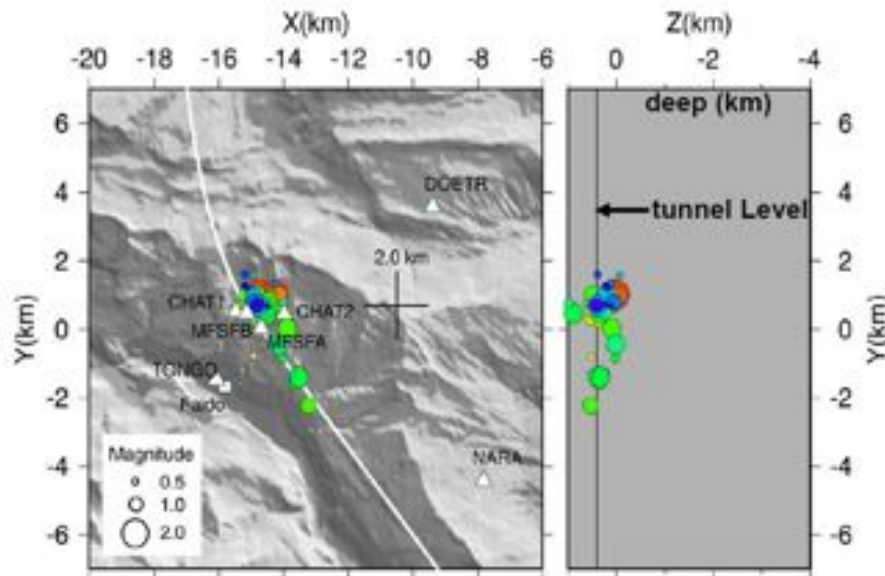 X(km)
Z(km)
-20 -18 -16 -14 -12 -10 -8 -6
0 -2 -4
6
4
2
0
-2
-4
-6
Y(km)
DOETR
2.0 km
CHAT1
CHAT2
MFSFB
MFSFA
TONGO
Faido
NARA
Magnitude
0.5
1.0
2.0
deep (km)
tunnel Level
6
4
2
0
-2
-4
-6
Y(km)